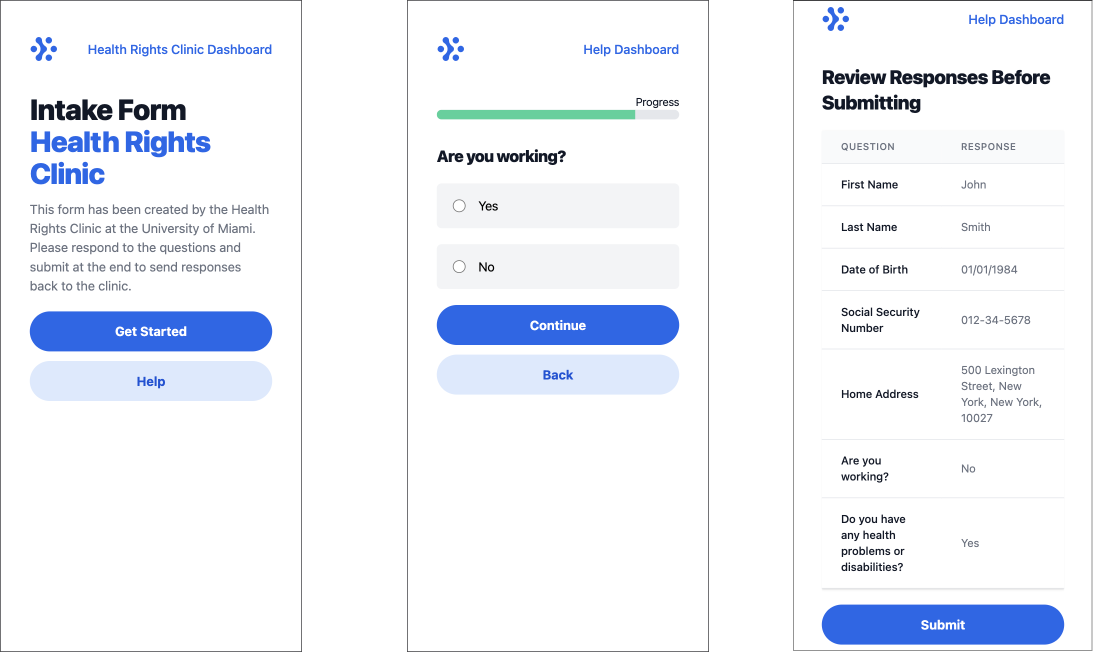 Health Rights Clinic Dashboard
Intake Form
Health Rights
Clinic
This form has been created by the Health
Rights Clinic at the University of Miami.
Please respond to the questions and
submit at the end to send responses
back to the clinic.
Get Started
Help
Help Dashboard
Progress
Are you working?
Yes
No
Continue
Back
Help Dashboard
Review Responses Before
Submitting
QUESTION RESPONSE
First Name John
Last Name Smith
Date of Birth 01/01/1984
Social Security
Number
012-34-5678
Home Address
500 Lexington
Street, New
York, New York,
10027
Are you
working?
No
Do you have
any health
problems or
disabilities?
Yes
Submit